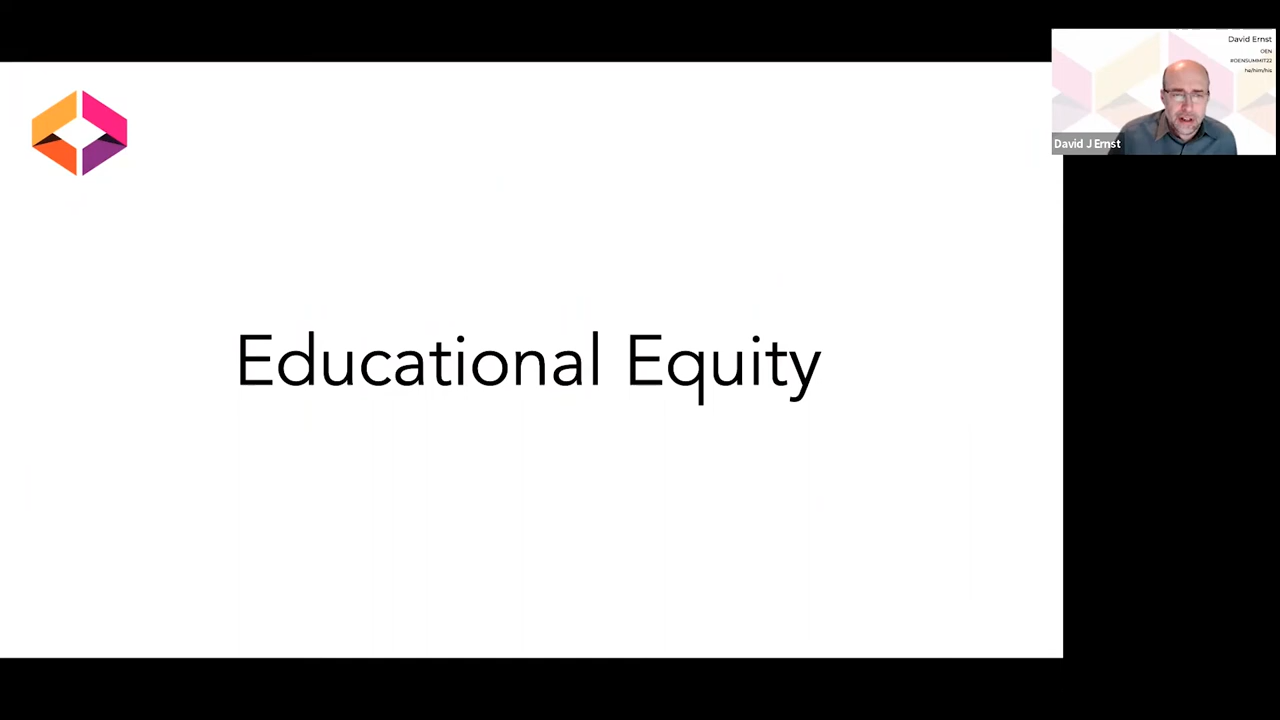 Educational Equity
David Ernst
OEN
#OENSUMMIT22
he/him/his
David J Ernst